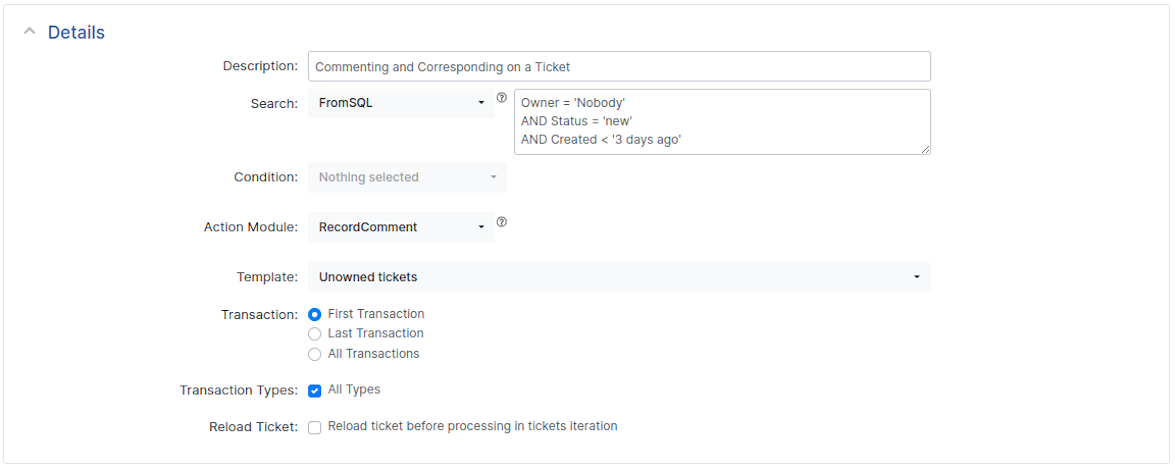 Details
Description: Commenting and Corresponding on a Ticket
Search: FromSQL ? Owner = 'Nobody'
AND Status = 'new'
AND Created < '3 days ago'
Condition: Nothing selected
Action Module: RecordComment ?
Template: Unowned tickets
Transaction: First Transaction
Last Transaction
All Transactions
Transaction Types: All Types
Reload Ticket: Reload ticket before processing in tickets iteration